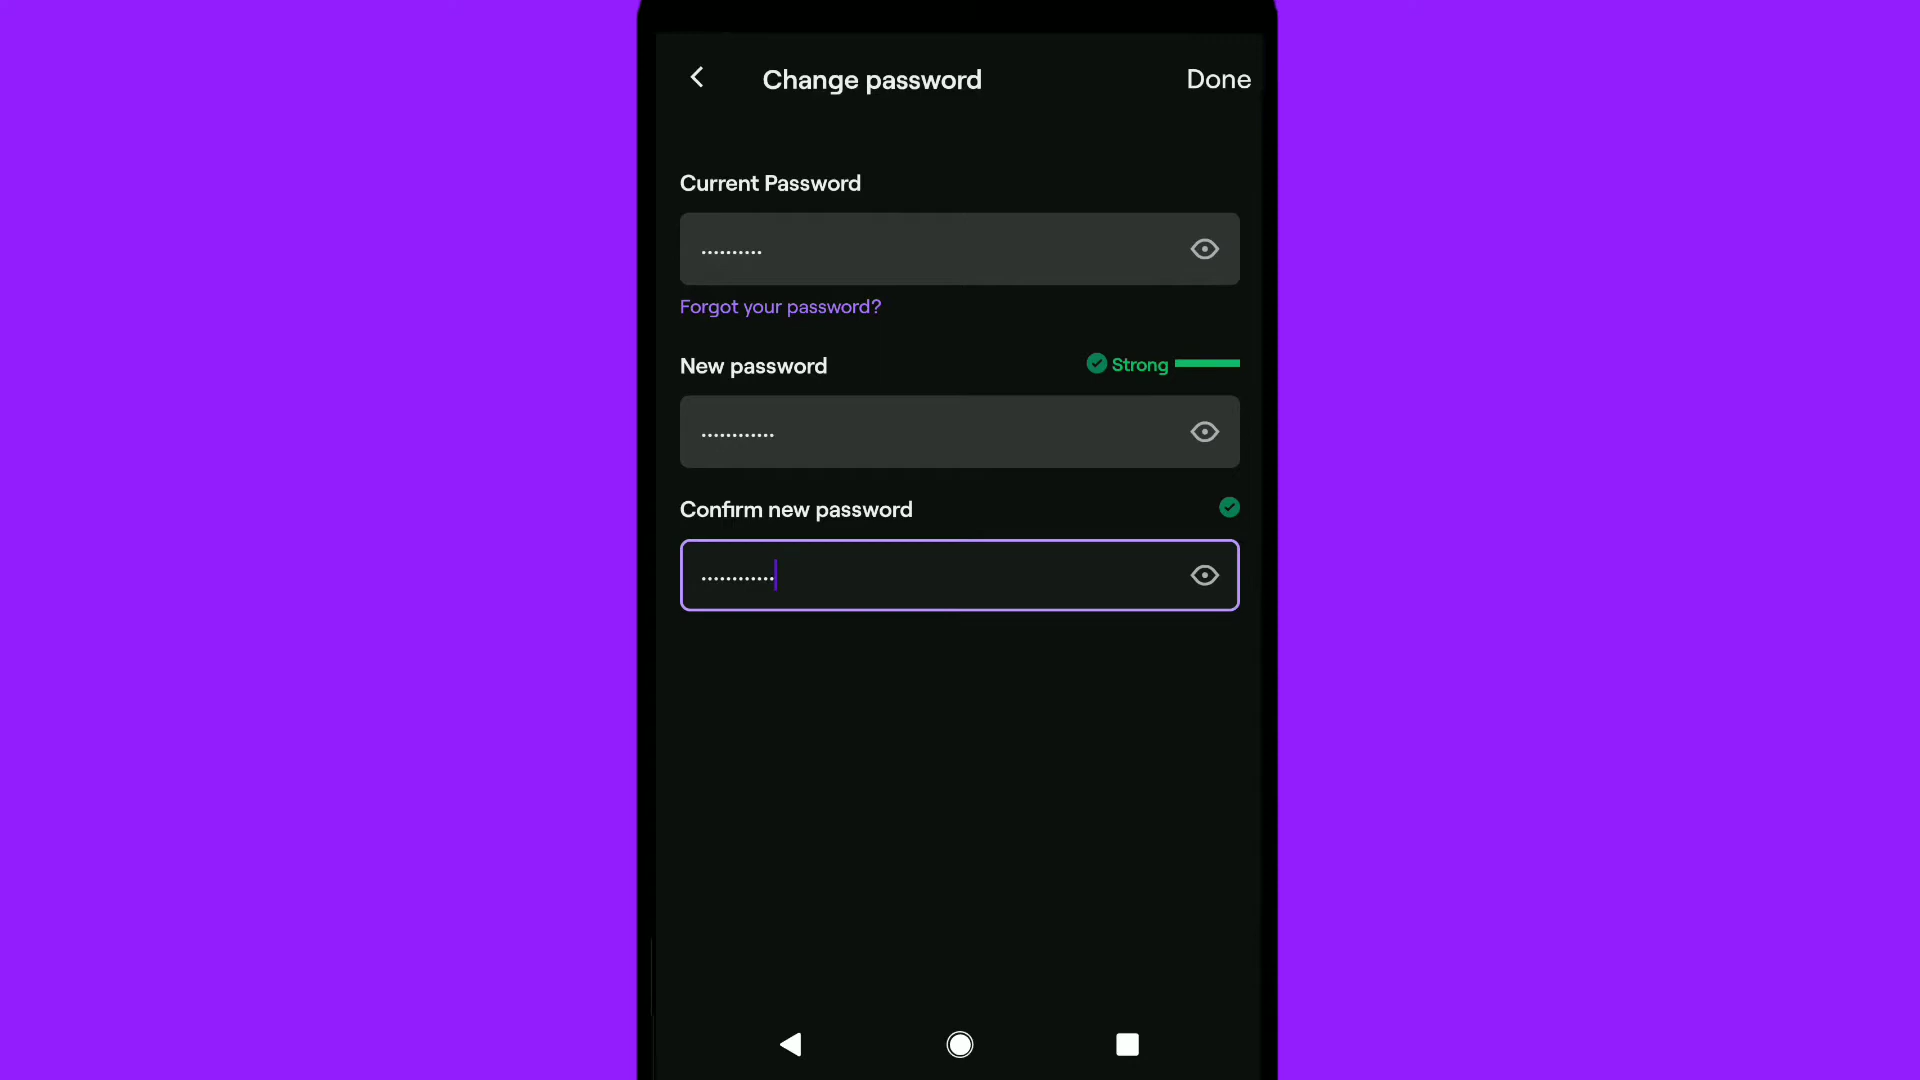 Change password
Done
Current Password
••••••••••
Forgot your password?
New password
Strong
••••••••••••
Confirm new password
••••••••••••